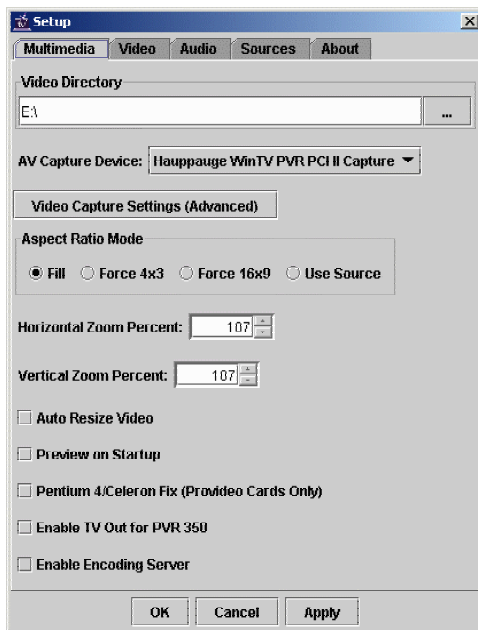 Setup
Multimedia Video Audio Sources About
Video Directory
E:\
...
AV Capture Device: Hauppauge WinTV PVR PCI II Capture
Video Capture Settings (Advanced)
Aspect Ratio Mode
Fill Force 4x3 Force 16x9 Use Source
Horizontal Zoom Percent: 107
Vertical Zoom Percent: 107
Auto Resize Video
Preview on Startup
Pentium 4/Celeron Fix (Provideo Cards Only)
Enable TV Out for PVR 350
Enable Encoding Server
OK Cancel Apply